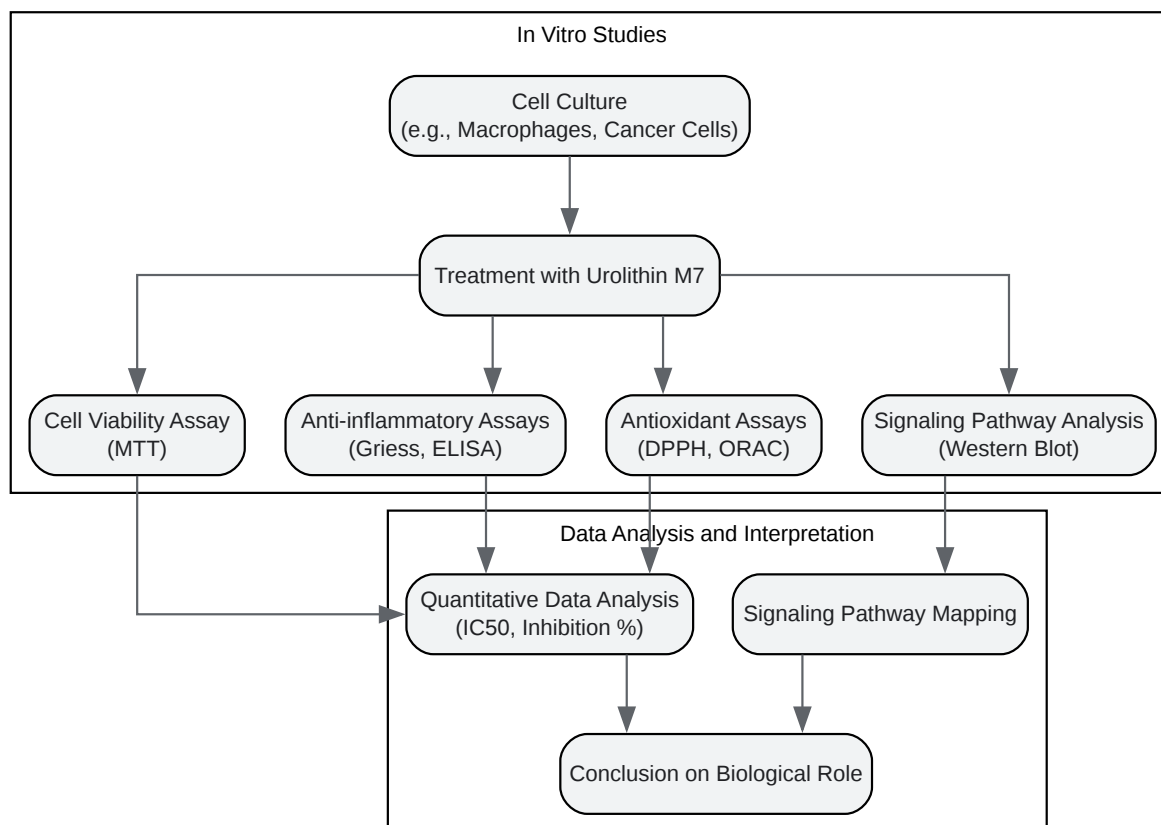 In Vitro Studies
Cell Culture
(e.g., Macrophages, Cancer Cells)
Treatment with Urolithin M7
Cell Viability Assay
(MTT)
Anti-inflammatory Assays
(Griess, ELISA)
Antioxidant Assays
(DPPH, ORAC)
Signaling Pathway Analysis
(Western Blot)
Data Analysis and Interpretation
Quantitative Data Analysis
(IC50, Inhibition %)
Signaling Pathway Mapping
Conclusion on Biological Role